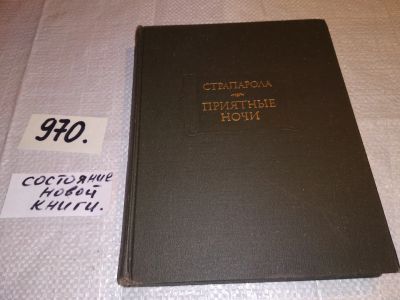 СТРАПАРОЛА
ПРИЯТНЫЕ
НОЧИ
970.
состояние
новой
книги.